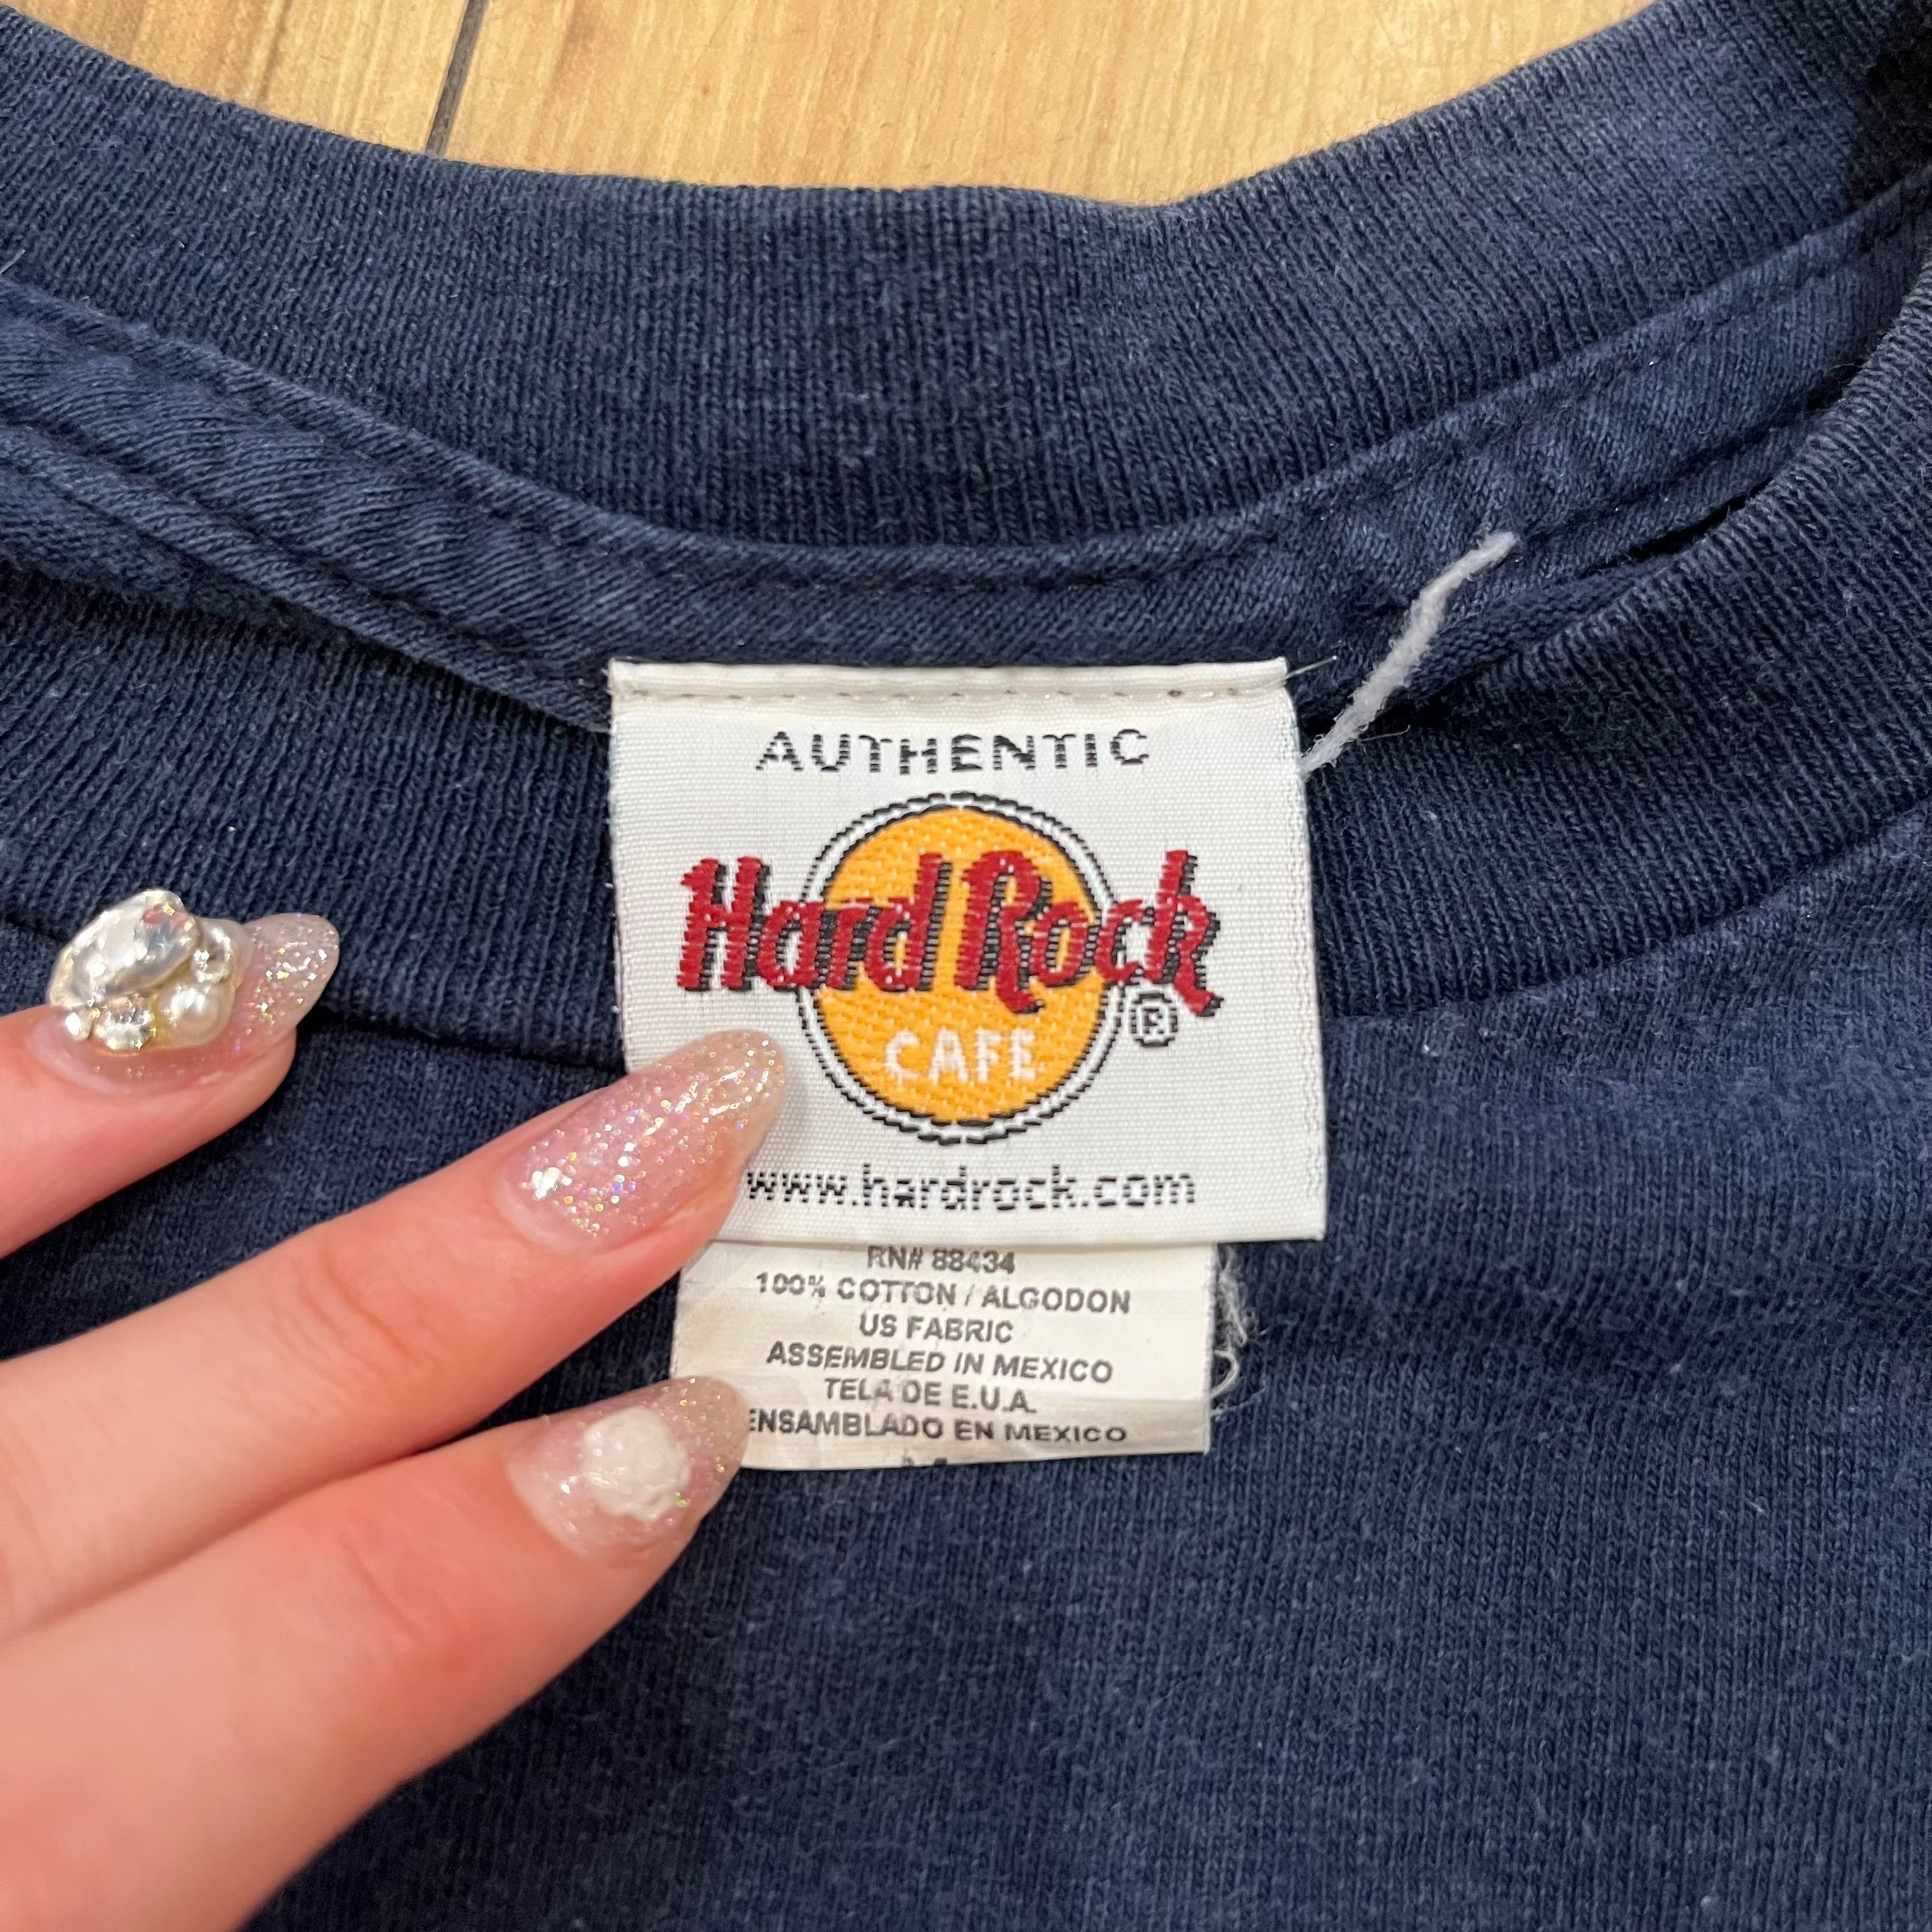 AUTHENTIC
Hard Rock
CAFE
®
www.hardrock.com
RN# 88434
100% COTTON / ALGODON
US FABRIC
ASSEMBLED IN MEXICO
TELA DE E.U.A.
ENSAMBLADO EN MEXICO